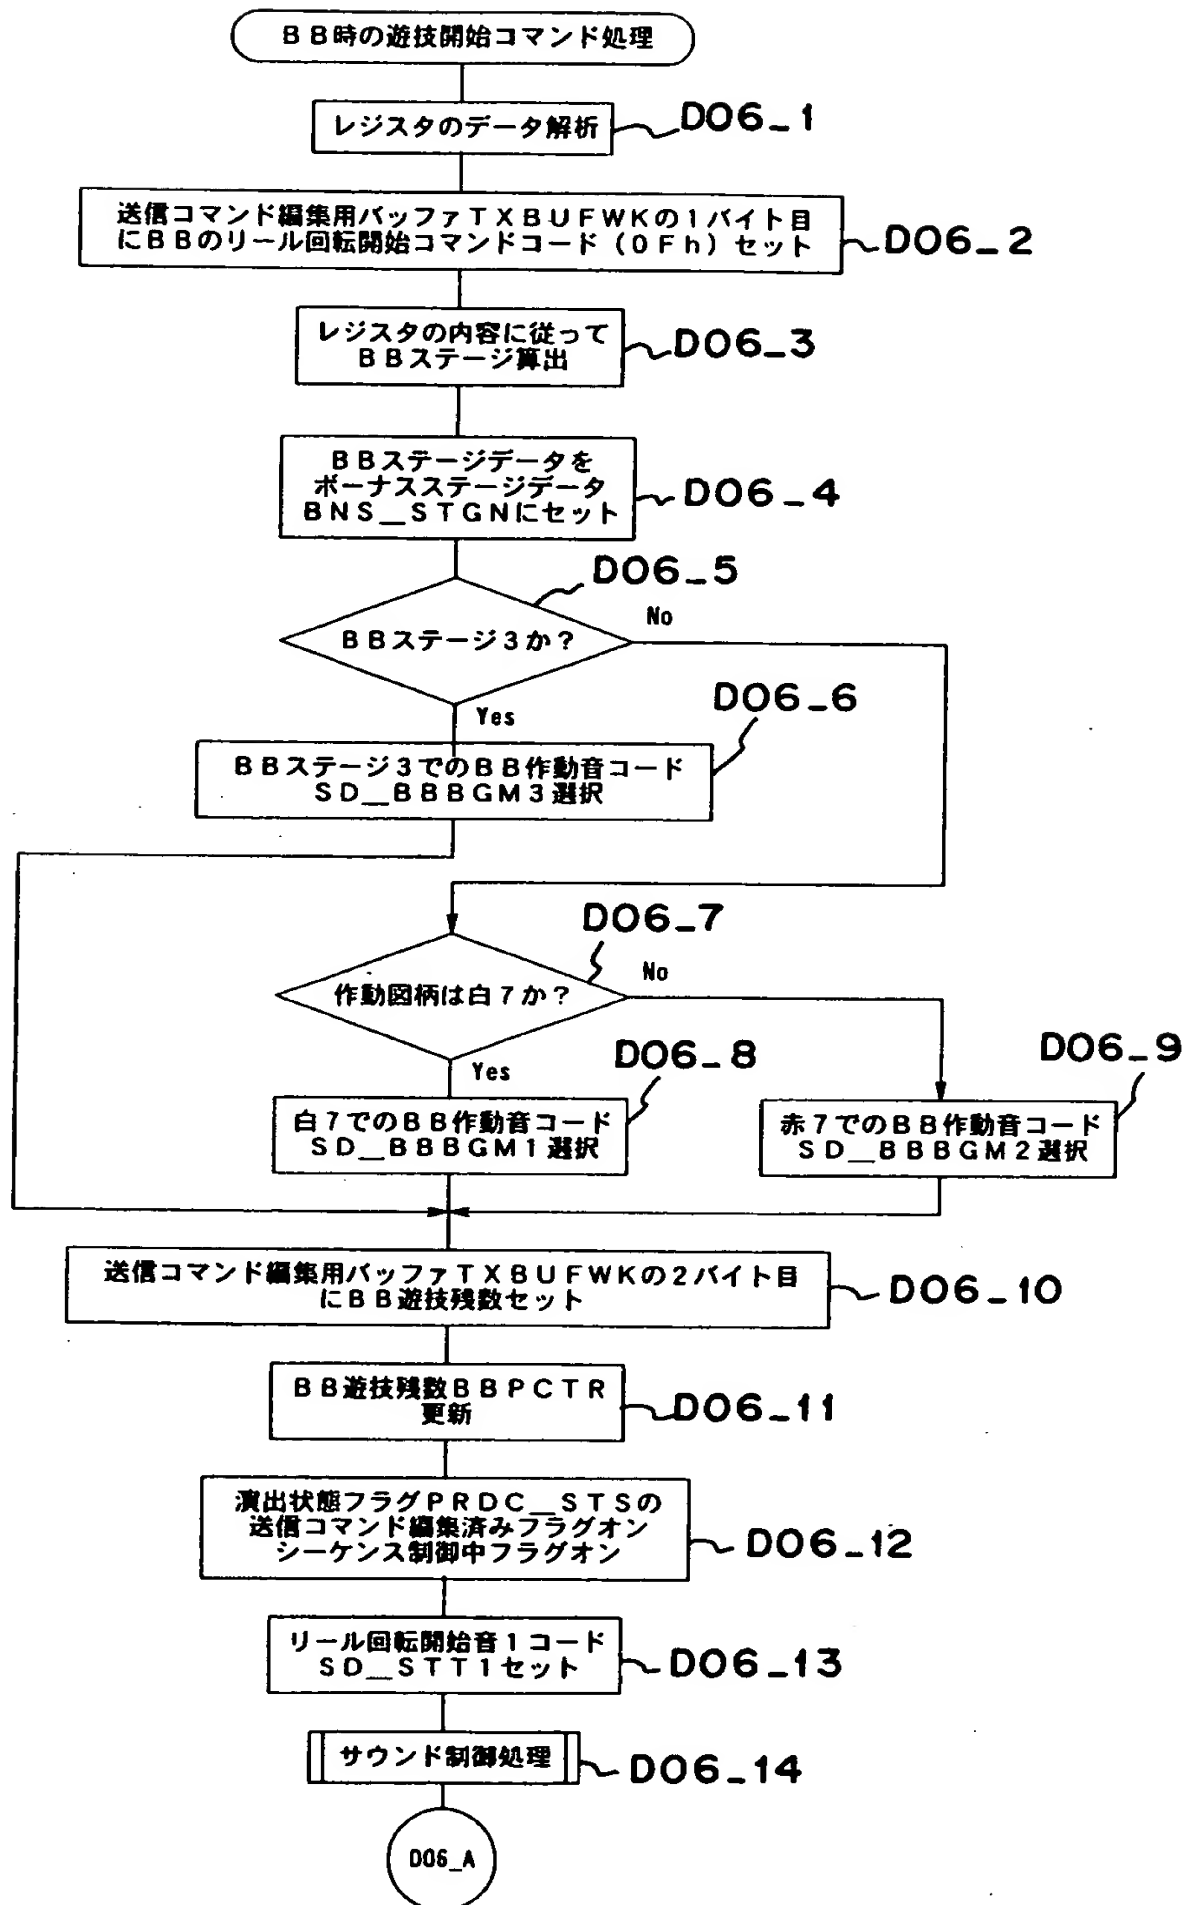 BB時の遊技開始コマンド処理
レジスタのデータ解析
D06_1
送信コマンド編集用バッファTXBUFWKの1バイト目
にBBのリール回転開始コマンドコード(0Fh)セット
D06_2
レジスタの内容に従って
BBステージ算出
D06_3
BBステージデータを
ボーナスステージデータ
BNS__STGNにセット
D06_4
D06_5
BBステージ3か?
No
Yes
D06_6
BBステージ3でのBB作動音コード
SD__BBBGM3選択
D06_7
作動図柄は白7か?
No
Yes
D06_8
白7でのBB作動音コード
SD__BBBGM1選択
D06_9
赤7でのBB作動音コード
SD__BBBGM2選択
送信コマンド編集用バッファTXBUFWKの2バイト目
にBB遊技残数セット
D06_10
BB遊技残数BBPCTR
更新
D06_11
演出状態フラグPRDC__STSの
送信コマンド編集済みフラグオン
シーケンス制御中フラグオン
D06_12
リール回転開始音1コード
SD__STT1セット
D06_13
サウンド制御処理
D06_14
D06_A